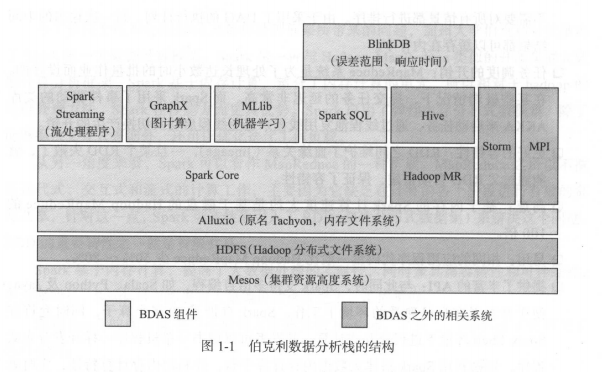 BlinkDB
(误差范围、响应时间)
Spark
Streaming
(流处理程序)
GraphX
(图计算)
MLlib
(机器学习)
Spark SQL
Hive
Storm
MPI
Spark Core
Hadoop MR
Alluxio (原名 Tachyon，内存文件系统)
HDFS (Hadoop 分布式文件系统)
Mesos (集群资源高度系统)
BDAS 组件
BDAS 之外的相关系统
图 1-1 伯克利数据分析栈的结构